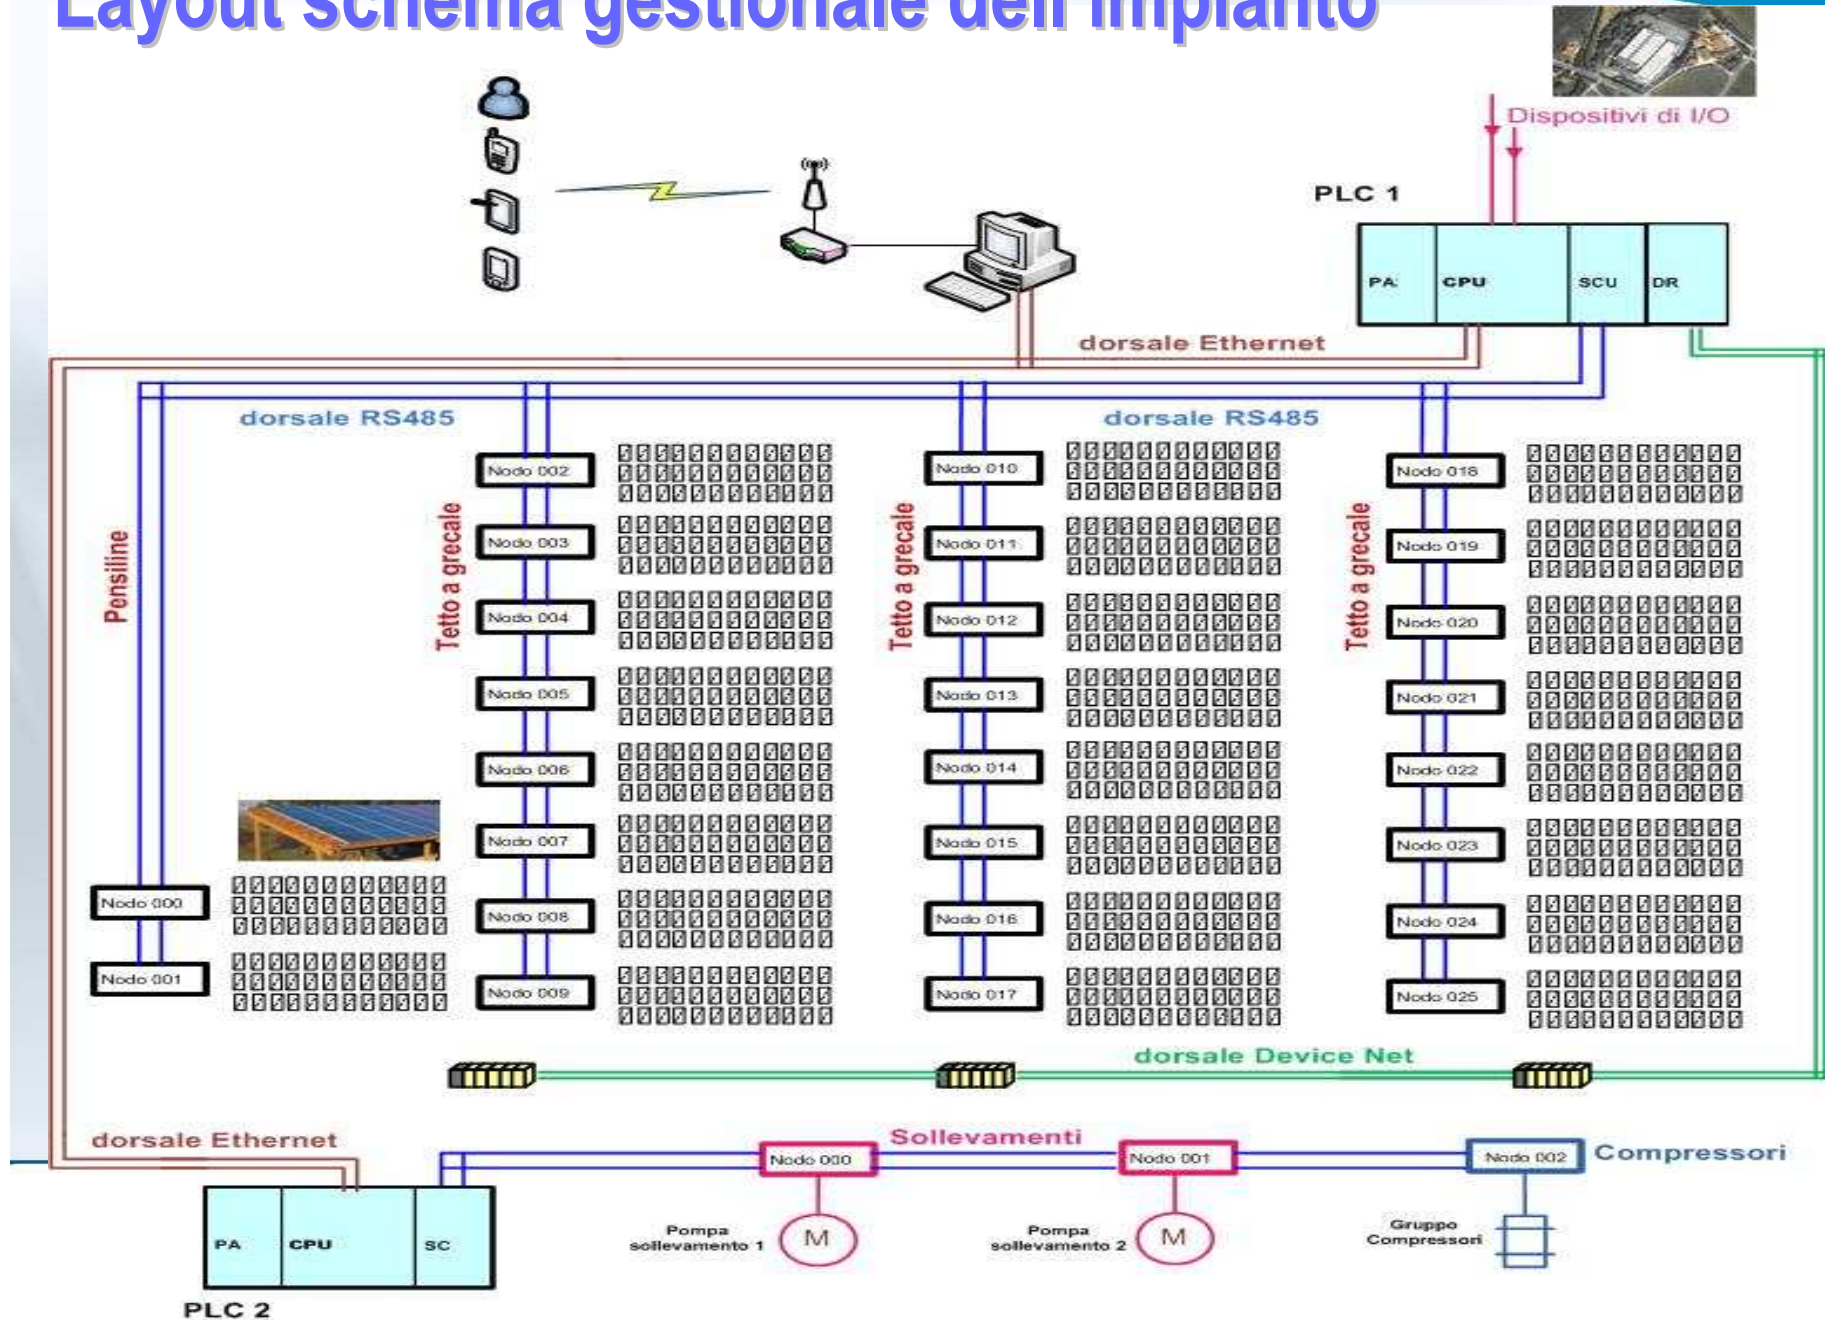 Layout schema gestionale dell'impianto
Dispositivi di I/O
PLC 1
PA
CPU
SCU
DR
dorsale Ethernet
dorsale RS485
dorsale RS485
Pensiline
Tetto a grecale
Tetto a grecale
Tetto a grecale
Nodo 002
Nodo 003
Nodo 004
Nodo 005
Nodo 006
Nodo 007
Nodo 008
Nodo 009
Nodo 010
Nodo 011
Nodo 012
Nodo 013
Nodo 014
Nodo 015
Nodo 016
Nodo 017
Nodo 018
Nodo 019
Nodo 020
Nodo 021
Nodo 022
Nodo 023
Nodo 024
Nodo 025
Nodo 000
Nodo 001
dorsale Device Net
dorsale Ethernet
Sollevamenti
Nodo 000
Nodo 001
Nodo 002
Compressori
Pompa
sollevamento 1
M
Pompa
sollevamento 2
M
Gruppo
Compressori
PA
CPU
SC
PLC 2